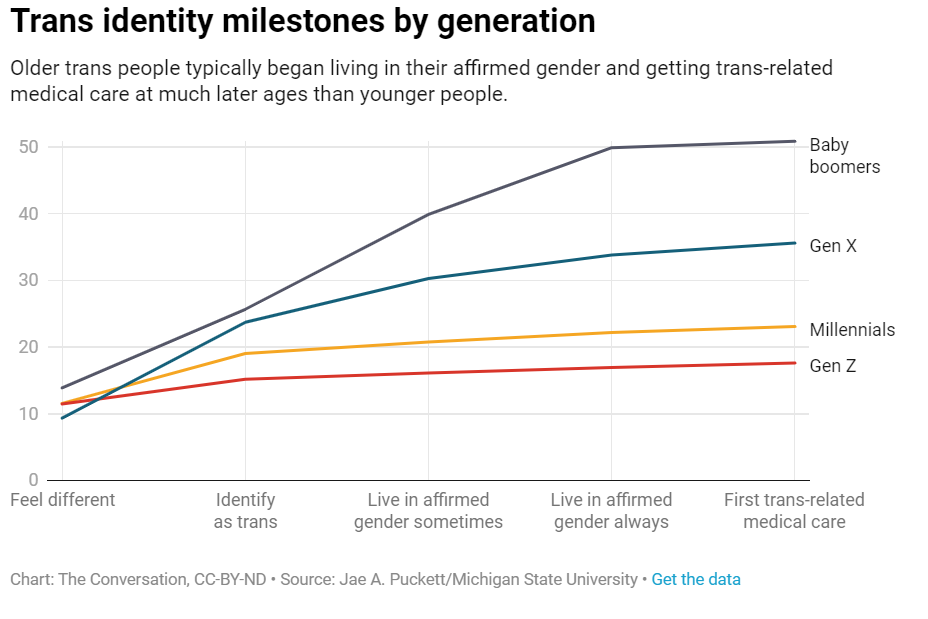 Trans identity milestones by generation
Older trans people typically began living in their affirmed gender and getting trans-related
medical care at much later ages than younger people.
50
40
30
20
10
0
Baby
boomers
Gen X
Millennials
Gen Z
Feel different
Identify
as trans
Live in affirmed
gender sometimes
Live in affirmed
gender always
First trans-related
medical care
Chart: The Conversation, CC-BY-ND • Source: Jae A. Puckett/Michigan State University • Get the data